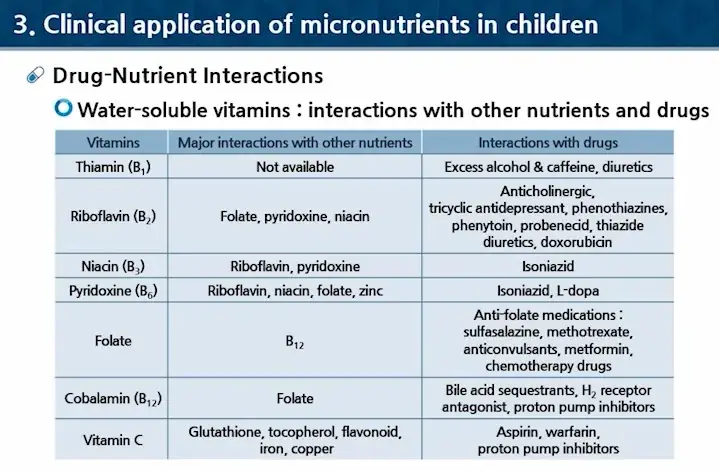 3. Clinical application of micronutrients in children
Drug-Nutrient Interactions
Water-soluble vitamins : interactions with other nutrients and drugs
Vitamins Major interactions with other nutrients Interactions with drugs
Thiamin (B₁) Not available Excess alcohol & caffeine, diuretics
Riboflavin (B₂) Folate, pyridoxine, niacin Anticholinergic,
tricyclic antidepressant, phenothiazines,
phenytoin, probenecid, thiazide
diuretics, doxorubicin
Niacin (B₃) Riboflavin, pyridoxine Isoniazid
Pyridoxine (B₆) Riboflavin, niacin, folate, zinc Isoniazid, L-dopa
Folate B₁₂ Anti-folate medications :
sulfasalazine, methotrexate,
anticonvulsants, metformin,
chemotherapy drugs
Cobalamin (B₁₂) Folate Bile acid sequestrants, H₂ receptor
antagonist, proton pump inhibitors
Vitamin C Glutathione, tocopherol, flavonoid,
iron, copper Aspirin, warfarin,
proton pump inhibitors